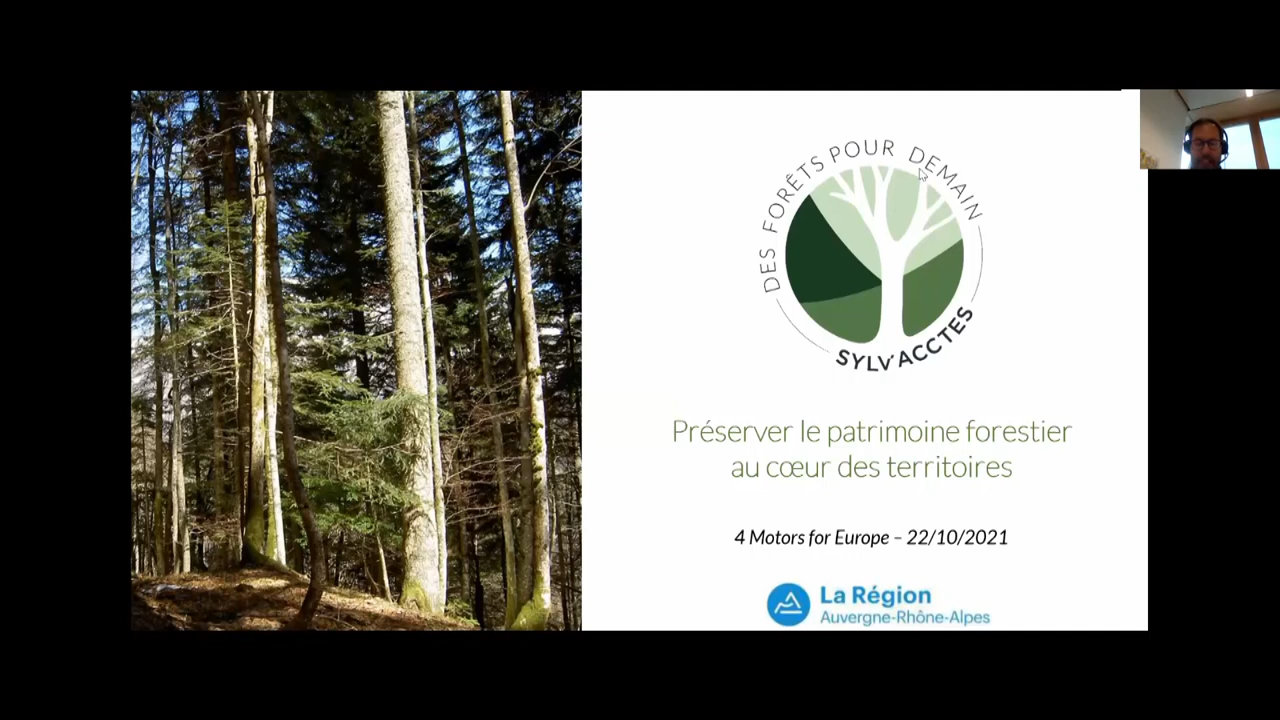 DES FORÊTS POUR DEMAIN
SYLV'ACCTES
Préserver le patrimoine forestier
au cœur des territoires
4 Motors for Europe – 22/10/2021
La Région
Auvergne-Rhône-Alpes